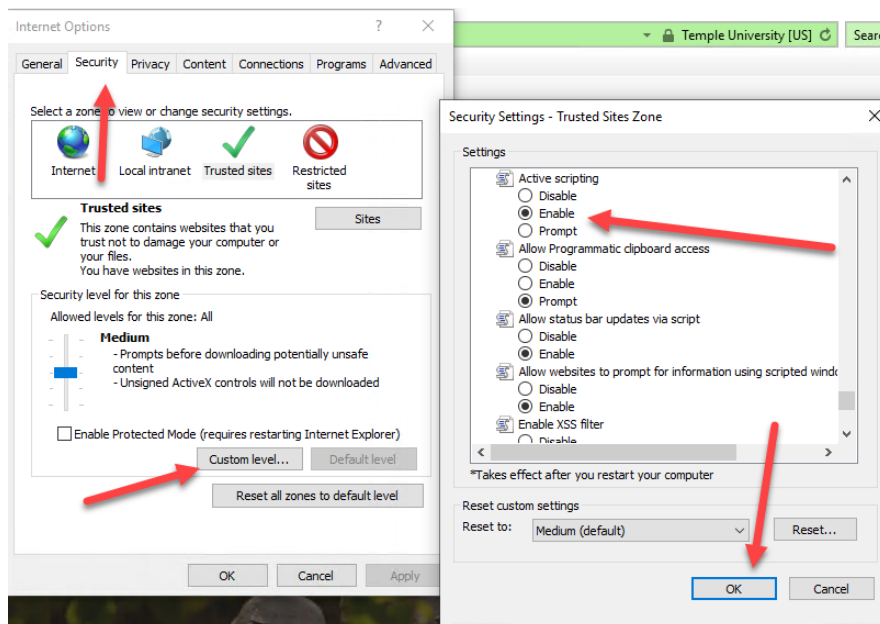 Internet Options
?
General Security Privacy Content Connections Programs Advanced
Select a zone to view or change security settings.
Internet Local intranet Trusted sites Restricted
sites
Trusted sites
This zone contains websites that you
trust not to damage your computer or
your files.
You have websites in this zone.
Sites
Security level for this zone
Allowed levels for this zone: All
Medium
- Prompts before downloading potentially unsafe
content
- Unsigned ActiveX controls will not be downloaded
Enable Protected Mode (requires restarting Internet Explorer)
Custom level... Default level
Reset all zones to default level
OK Cancel Apply
Temple University [US]
Sear
Security Settings - Trusted Sites Zone
Settings
Active scripting
Disable
Enable
Prompt
Allow Programmatic clipboard access
Disable
Enable
Prompt
Allow status bar updates via script
Disable
Enable
Allow websites to prompt for information using scripted windo
Disable
Enable
Enable XSS filter
Disable
*Takes effect after you restart your computer
Reset custom settings
Reset to: Medium (default) Reset...
OK Cancel